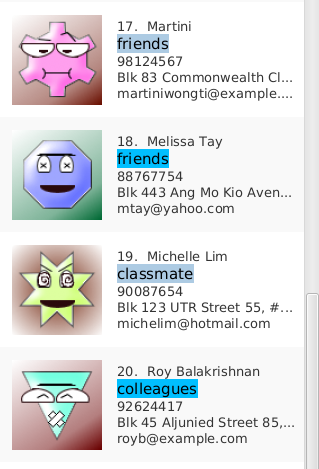 17. Martini
friends
98124567
Blk 83 Commonwealth Cl...
martiniwongti@example....
18. Melissa Tay
friends
88767754
Blk 443 Ang Mo Kio Aven...
mtay@yahoo.com
19. Michelle Lim
classmate
90087654
Blk 123 UTR Street 55, #...
michelim@hotmail.com
20. Roy Balakrishnan
colleagues
92624417
Blk 45 Aljunied Street 85,...
royb@example.com